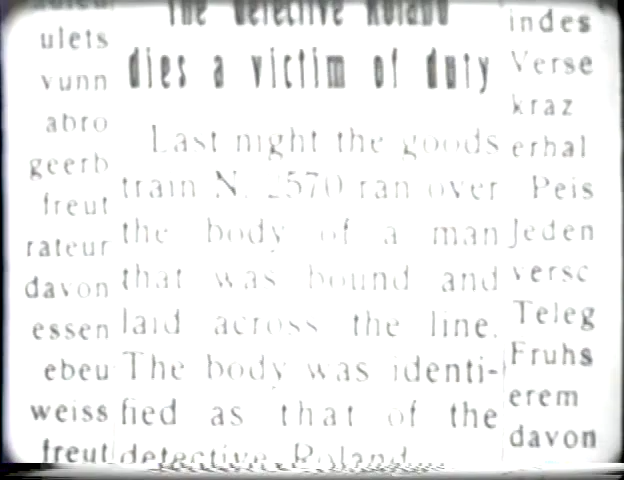 ulets
vunn
abro
geerb
freut
rateur
davon
essen
ebeu
weiss
freut
The detective Roland
dies a victim of duty
Last night the goods
train N. 2570 ran over
the body of a man
that was bound and
laid across the line.
The body was identi-
fied as that of the
detective Roland
indes
Verse
kraz
erhal
Peis
Jeden
versc
Teleg
Fruhs
erem
davon